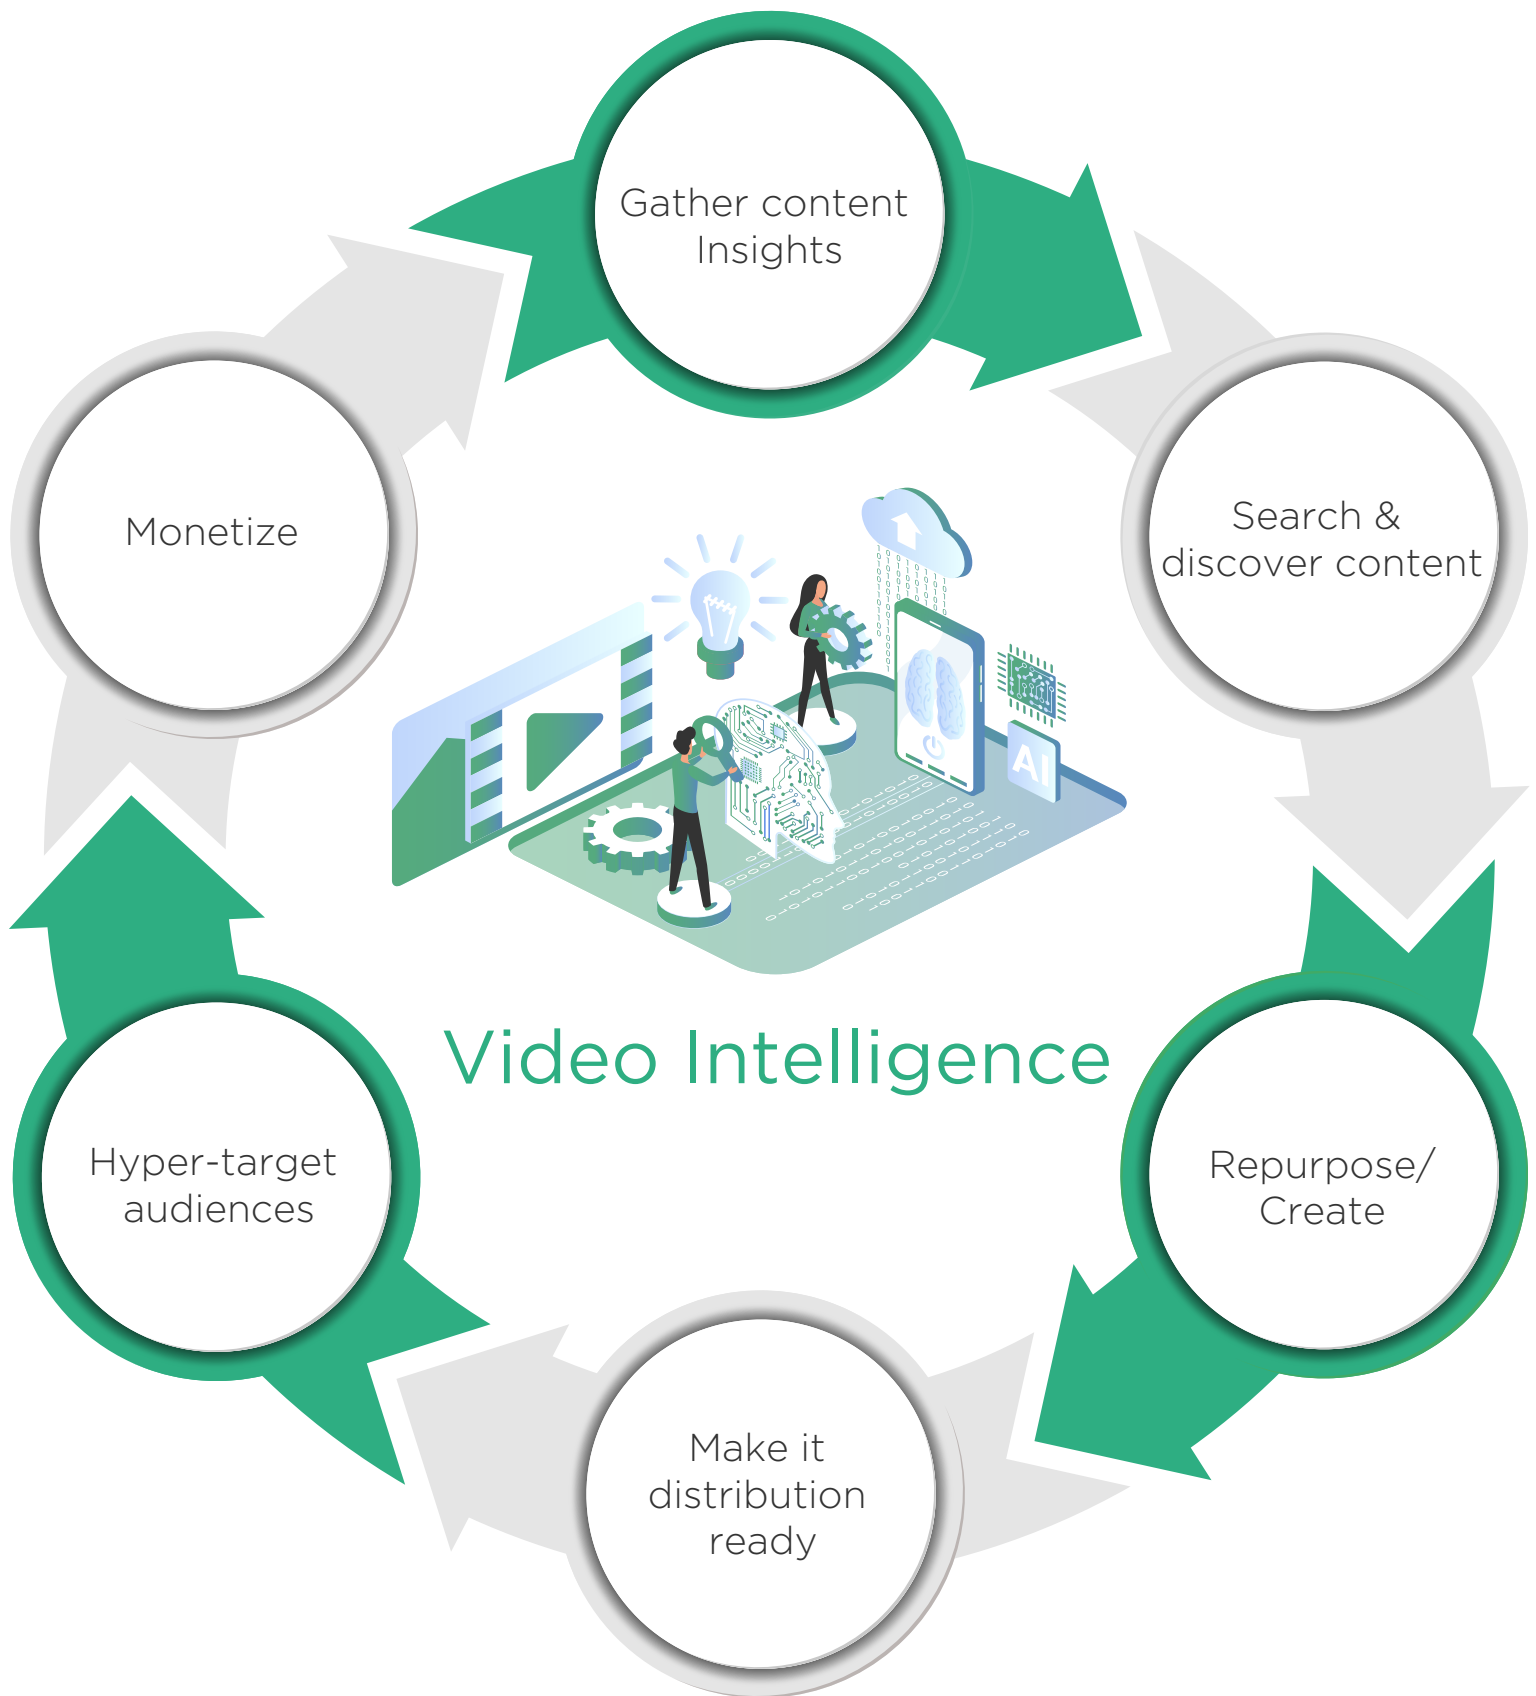 Gather content
Insights
Search &
discover content
Repurpose/
Create
Make it
distribution
ready
Hyper-target
audiences
Monetize
AI
Video Intelligence